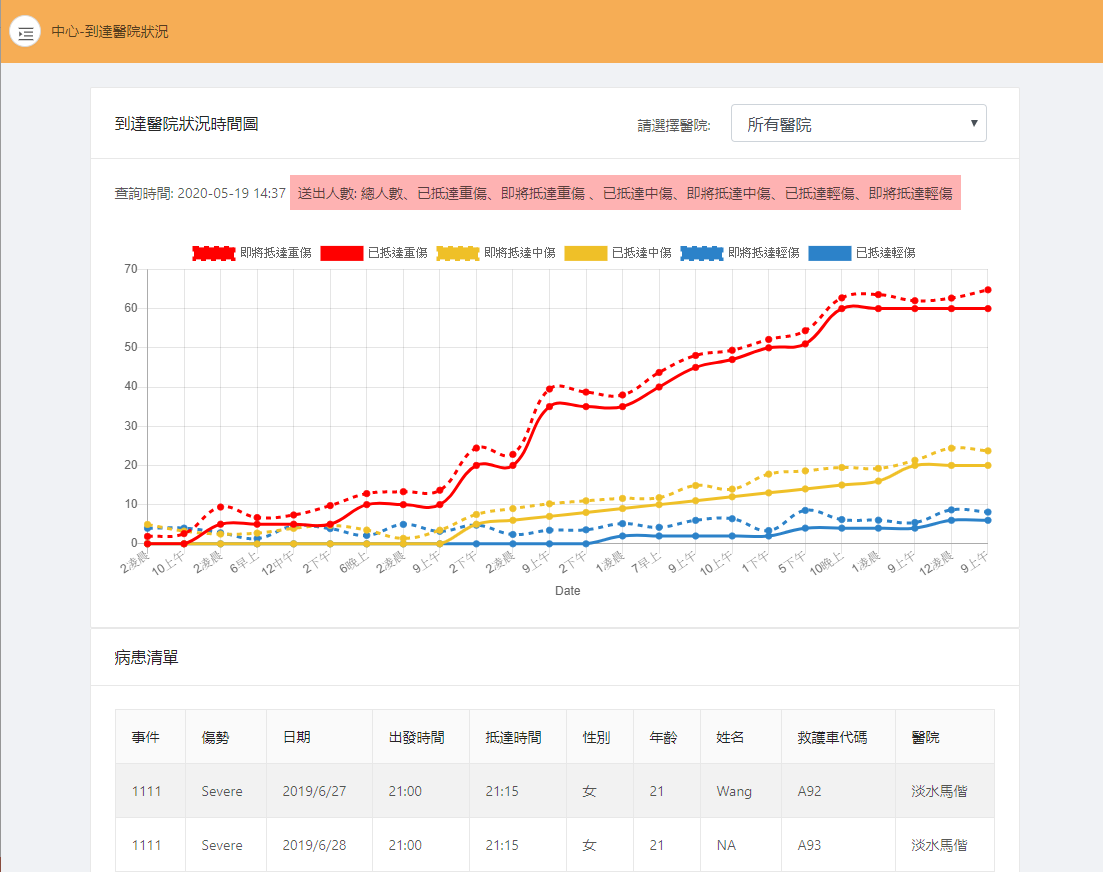 中心-到達醫院狀況
到達醫院狀況時間圖
請選擇醫院:
所有醫院
查詢時間: 2020-05-19 14:37
送出人數: 總人數、已抵達重傷、即將抵達重傷 、已抵達中傷、即將抵達中傷、已抵達輕傷、即將抵達輕傷
即將抵達重傷 已抵達重傷 即將抵達中傷 已抵達中傷 即將抵達輕傷 已抵達輕傷
70
60
50
40
30
20
10
0
2凌晨 10上午 2凌晨 6早上 12中午 2下午 6晚上 2凌晨 9上午 2下午 2凌晨 9上午 2下午 1凌晨 7早上 9上午 10上午 1下午 5下午 10晚上 1凌晨 9上午 12凌晨 9上午
Date
病患清單
事件 傷勢 日期 出發時間 抵達時間 性別 年齡 姓名 救護車代碼 醫院
1111 Severe 2019/6/27 21:00 21:15 女 21 Wang A92 淡水馬偕
1111 Severe 2019/6/28 21:00 21:15 女 21 NA A93 淡水馬偕